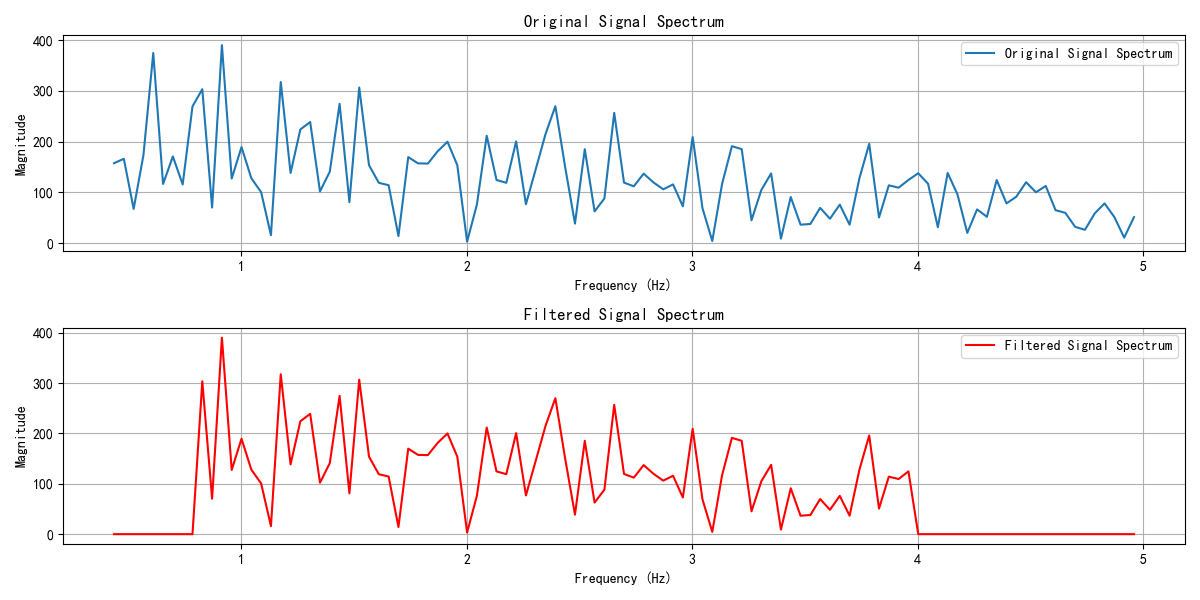 Original Signal Spectrum
400
300
200
100
0
Magnitude
Original Signal Spectrum
1
2
3
4
5
Frequency (Hz)
Filtered Signal Spectrum
400
300
200
100
0
Magnitude
Filtered Signal Spectrum
1
2
3
4
5
Frequency (Hz)